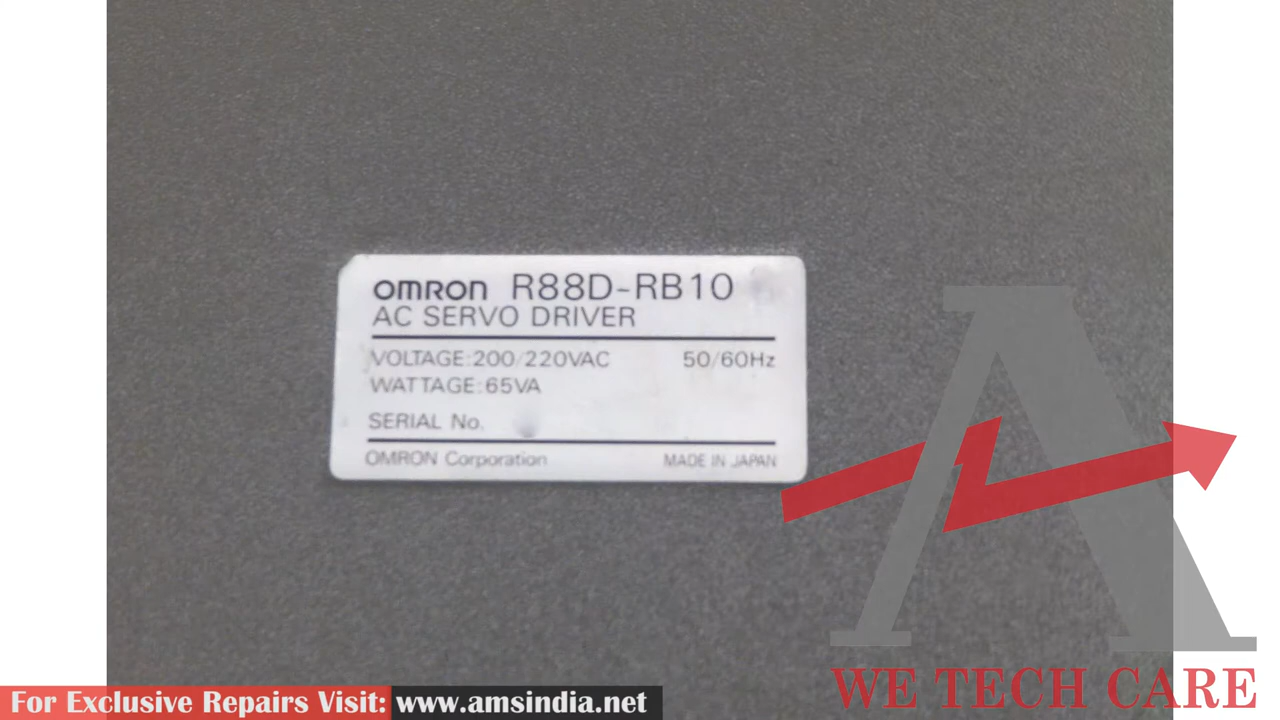 OMRON R88D-RB10
AC SERVO DRIVER
VOLTAGE:200/220VAC 50/60Hz
WATTAGE:65VA
SERIAL No.
OMRON Corporation MADE IN JAPAN
A
WE TECH CARE
For Exclusive Repairs Visit: www.amsindia.net